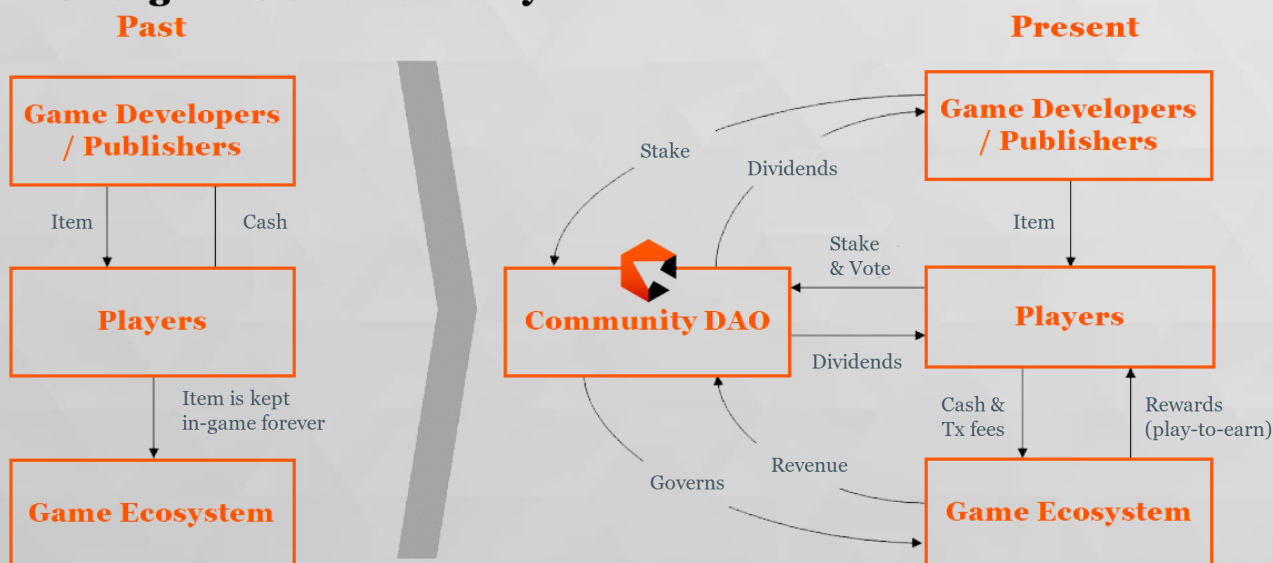 Past
Game Developers
/ Publishers
Item
Cash
Players
Item is kept
in-game forever
Game Ecosystem
Present
Game Developers
/ Publishers
Stake
Dividends
Item
Stake
& Vote
Community DAO
Players
Dividends
Cash &
Tx fees
Rewards
(play-to-earn)
Revenue
Governs
Game Ecosystem